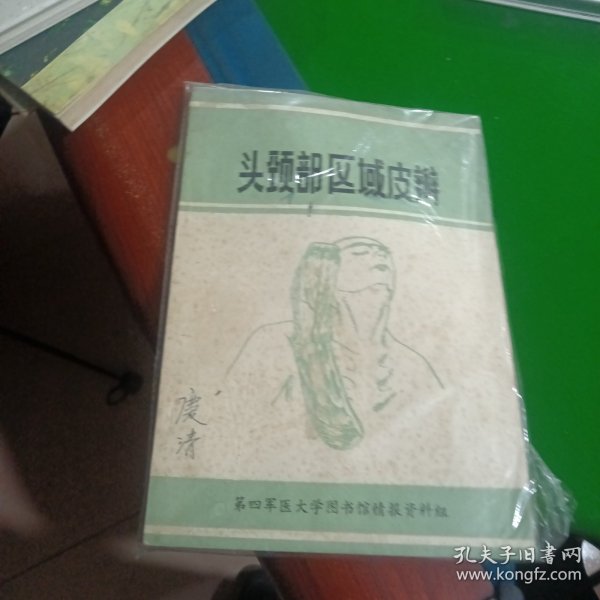 头颈部区域皮瓣
庆
清
第四军医大学图书馆情报资料组
孔夫子旧书网
www.kongfz.com